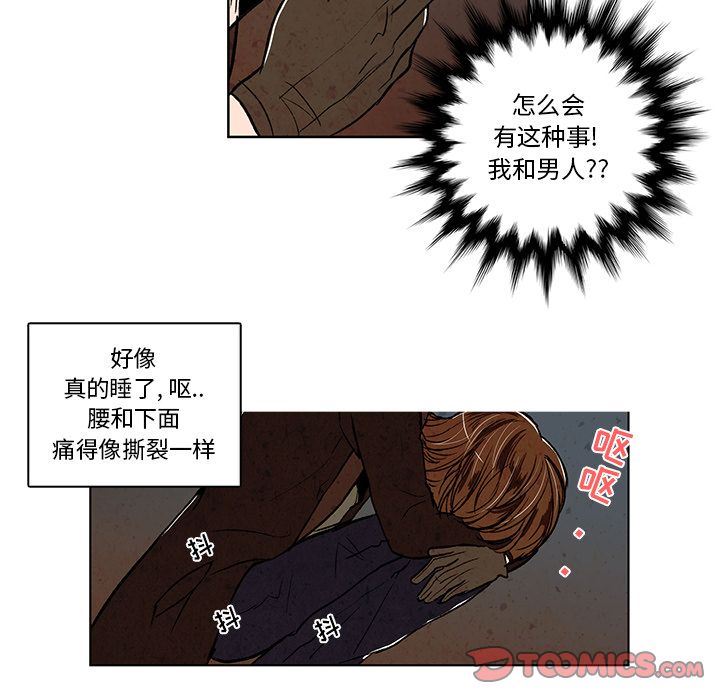 怎么会
有这种事!
我和男人??
好像
真的睡了, 呕..
腰和下面
痛得像撕裂一样
呕
呕
抖
抖
抖
TOOMICS.COM